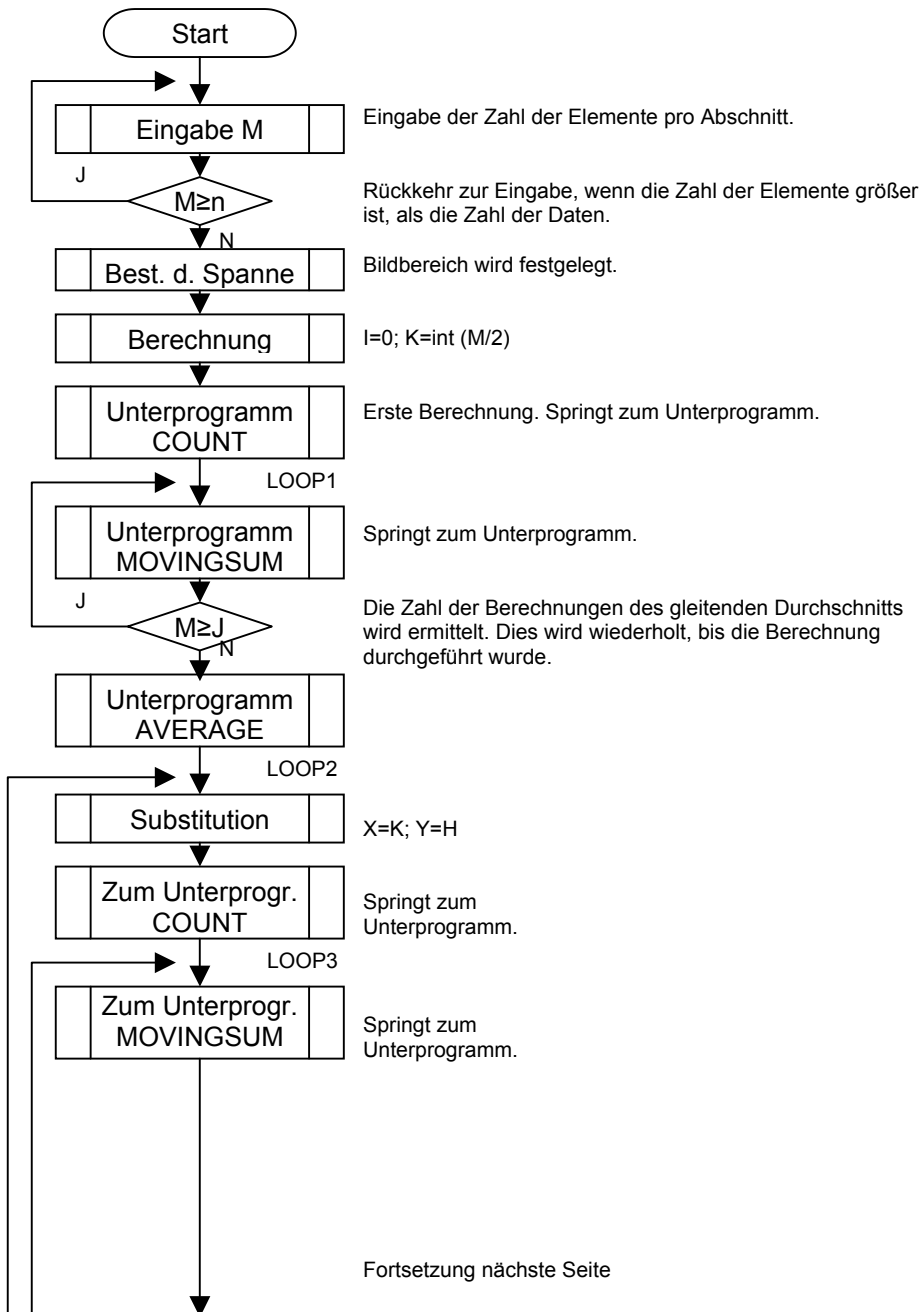 Start
Eingabe M
Eingabe der Zahl der Elemente pro Abschnitt.
J
M≥n
Rückkehr zur Eingabe, wenn die Zahl der Elemente größer
ist, als die Zahl der Daten.
N
Best. d. Spanne
Bildbereich wird festgelegt.
Berechnung
I=0; K=int (M/2)
Unterprogramm
COUNT
Erste Berechnung. Springt zum Unterprogramm.
LOOP1
Unterprogramm
MOVINGSUM
Springt zum Unterprogramm.
J
M≥J
N
Die Zahl der Berechnungen des gleitenden Durchschnitts
wird ermittelt. Dies wird wiederholt, bis die Berechnung
durchgeführt wurde.
Unterprogramm
AVERAGE
LOOP2
Substitution
X=K; Y=H
Zum Unterprogr.
COUNT
Springt zum
Unterprogramm.
LOOP3
Zum Unterprogr.
MOVINGSUM
Springt zum
Unterprogramm.
Fortsetzung nächste Seite